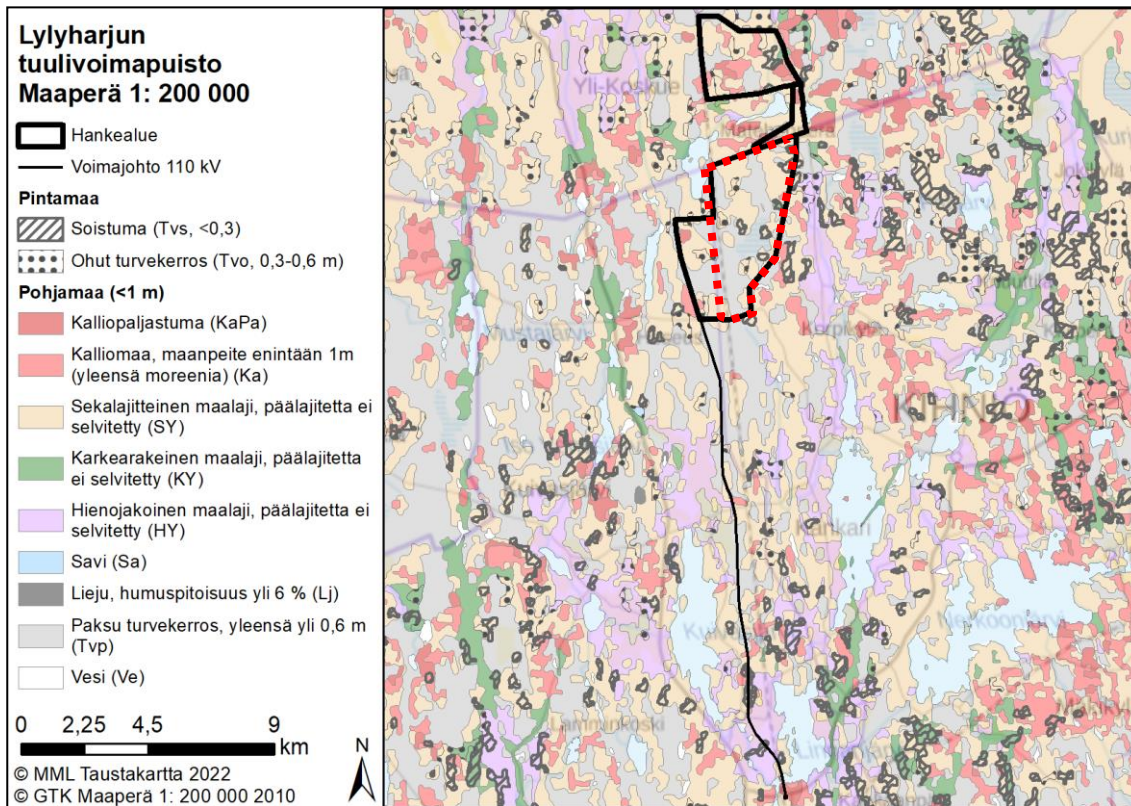 Lylyharjun
tuulivoimapuisto
Maaperä 1: 200 000
Hankealue
Voimajohto 110 kV
Pintamaa
Soistuma (Tvs, <0,3)
Ohut turvekerros (Tvo, 0,3-0,6 m)
Pohjamaa (<1 m)
Kalliopaljastuma (KaPa)
Kalliomaa, maanpeite enintään 1m
(yleensä moreenia) (Ka)
Sekalajitteinen maalaji, päälajitetta ei
selvitetty (SY)
Karkearakeinen maalaji, päälajitetta
ei selvitetty (KY)
Hienojakoinen maalaji, päälajitetta ei
selvitetty (HY)
Savi (Sa)
Lieju, humuspitoisuus yli 6 % (Lj)
Paksu turvekerros, yleensä yli 0,6 m
(Tvp)
Vesi (Ve)
0 2,25 4,5 9
km
N
© MML Taustakartta 2022
© GTK Maaperä 1: 200 000 2010
Yli-Koskue
KIHNIÖ
Kankari
Nerkoonjärvi
Lamminkoski